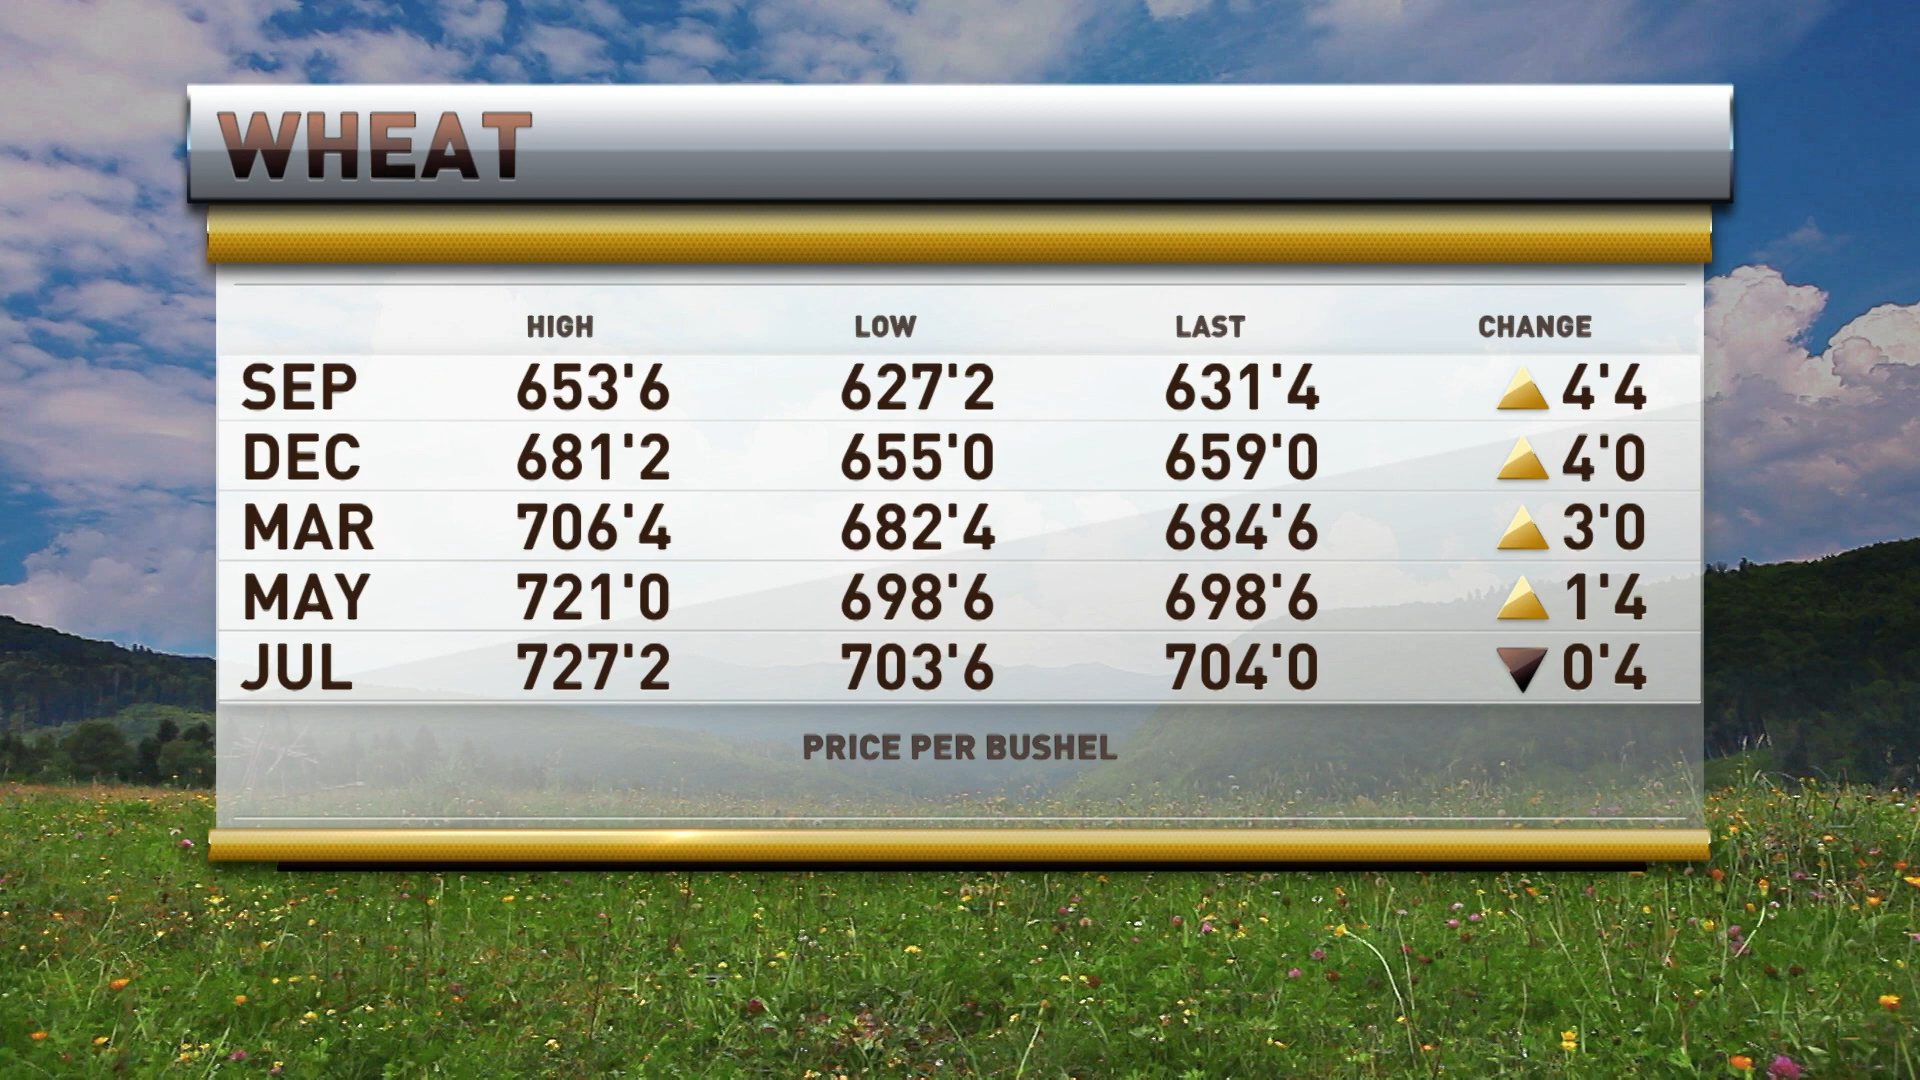 WHEAT
HIGH LOW LAST CHANGE
SEP 653'6 627'2 631'4 4'4
DEC 681'2 655'0 659'0 4'0
MAR 706'4 682'4 684'6 3'0
MAY 721'0 698'6 698'6 1'4
JUL 727'2 703'6 704'0 0'4
PRICE PER BUSHEL